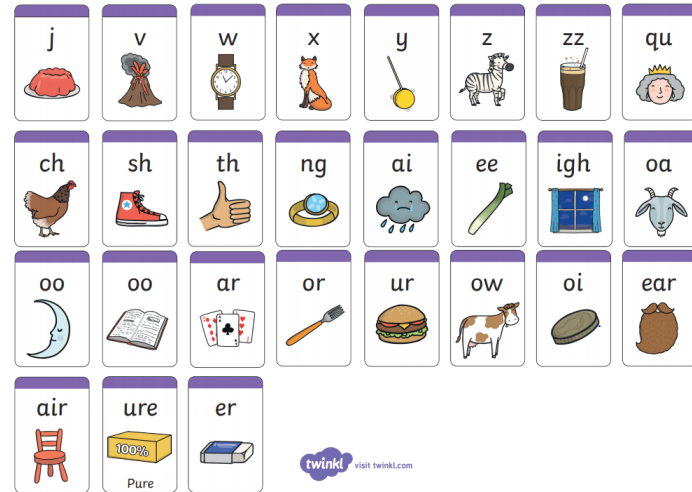 j v w x y z zz qu
ch sh th ng ai ee igh oa
oo oo ar or ur ow oi ear
air ure er
100%
twinkl visit twinkl.com
Pure